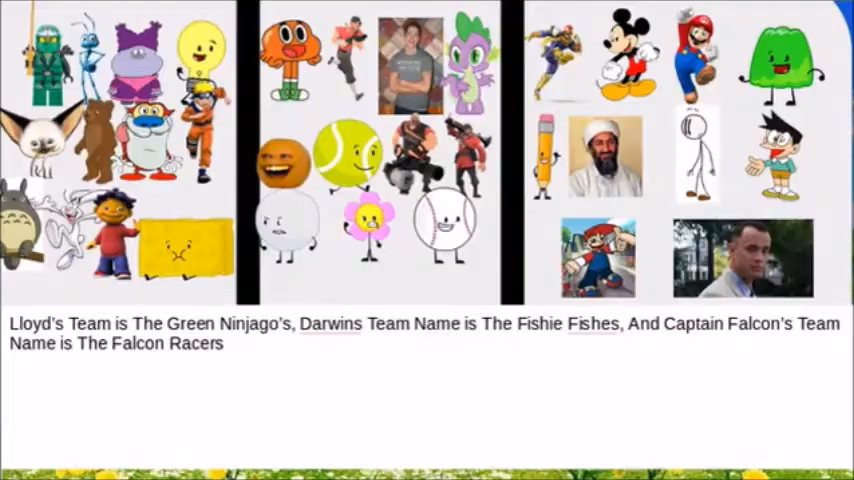 Lloyd's Team is The Green Ninjago's, Darwins Team Name is The Fishie Fishes, And Captain Falcon's Team
Name is The Falcon Racers